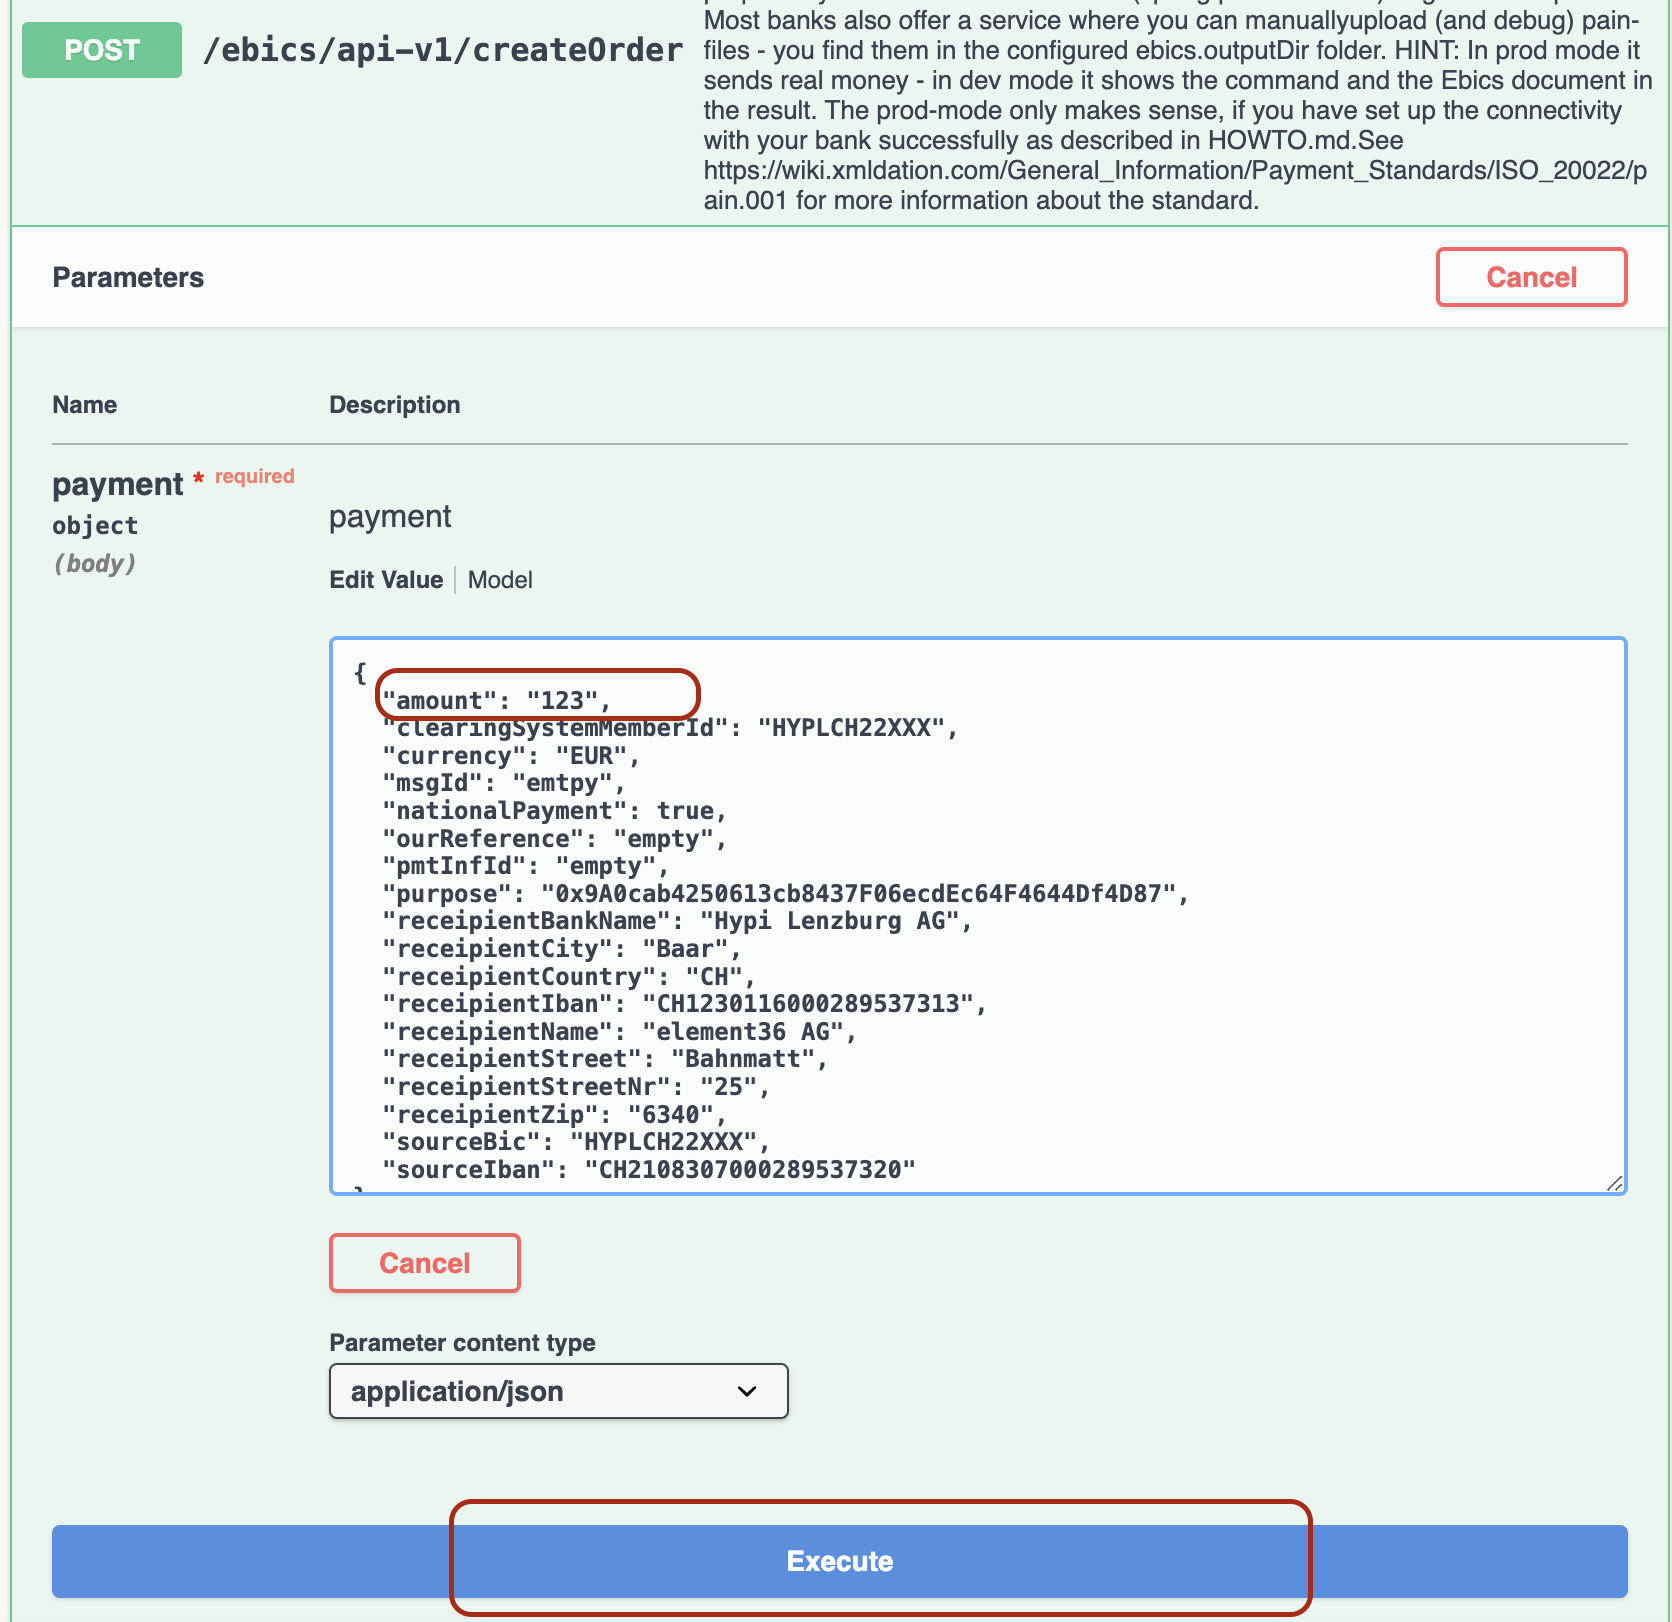 POST
/ebics/api-v1/createOrder
Most banks also offer a service where you can manuallyupload (and debug) pain-
files - you find them in the configured ebics.outputDir folder. HINT: In prod mode it
sends real money - in dev mode it shows the command and the Ebics document in
the result. The prod-mode only makes sense, if you have set up the connectivity
with your bank successfully as described in HOWTO.md.See
https://wiki.xmldation.com/General_Information/Payment_Standards/ISO_20022/p
ain.001 for more information about the standard.
Parameters
Cancel
Name
Description
payment * required
object
(body)
payment
Edit Value | Model
{
"amount": "123",
"clearingSystemMemberId": "HYPLCH22XXX",
"currency": "EUR",
"msgId": "emtpy",
"nationalPayment": true,
"ourReference": "empty",
"pmtInfId": "empty",
"purpose": "0x9A0cab4250613cb8437F06ecdEc64F4644Df4D87",
"receipientBankName": "Hypi Lenzburg AG",
"receipientCity": "Baar",
"receipientCountry": "CH",
"receipientIban": "CH1230116000289537313",
"receipientName": "element36 AG",
"receipientStreet": "Bahnmatt",
"receipientStreetNr": "25",
"receipientZip": "6340",
"sourceBic": "HYPLCH22XXX",
"sourceIban": "CH2108307000289537320"
Cancel
Parameter content type
application/json
Execute